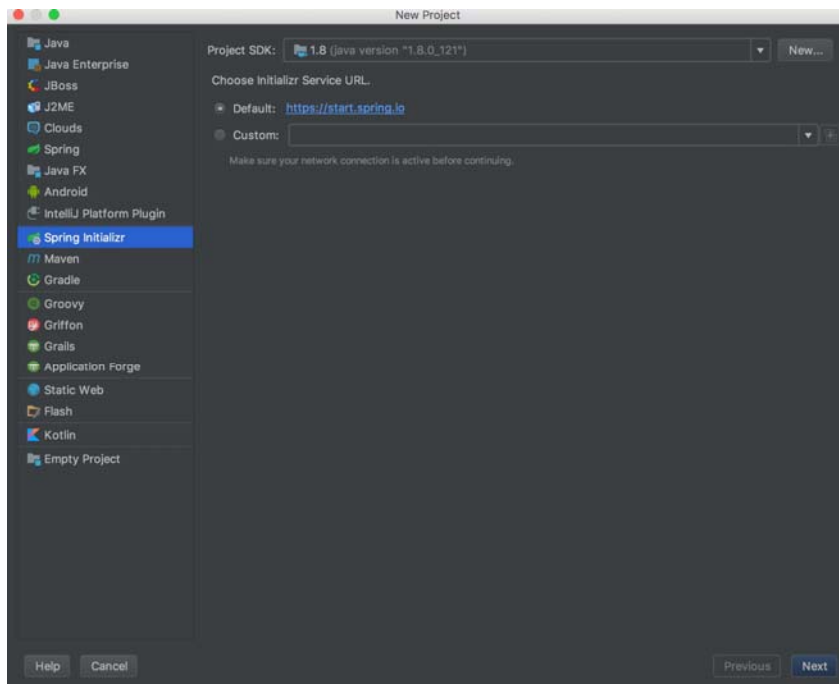 New Project
Java
Java Enterprise
JBoss
J2ME
Clouds
Spring
Java FX
Android
IntelliJ Platform Plugin
Spring Initializr
Maven
Gradle
Groovy
Griffon
Grails
Application Forge
Static Web
Flash
Kotlin
Empty Project
Project SDK: 1.8 (java version "1.8.0_121") New...
Choose Initializr Service URL.
Default: https://start.spring.io
Custom:
Make sure your network connection is active before continuing.
Help Cancel Previous Next